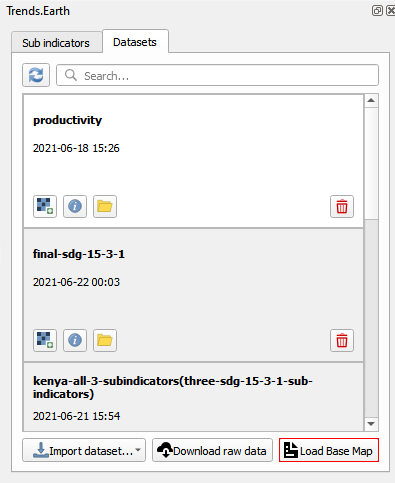 Trends.Earth
Sub indicators Datasets
Search...
productivity
2021-06-18 15:26
final-sdg-15-3-1
2021-06-22 00:03
kenya-all-3-subindicators(three-sdg-15-3-1-sub-
indicators)
2021-06-21 15:54
Import dataset... Download raw data Load Base Map